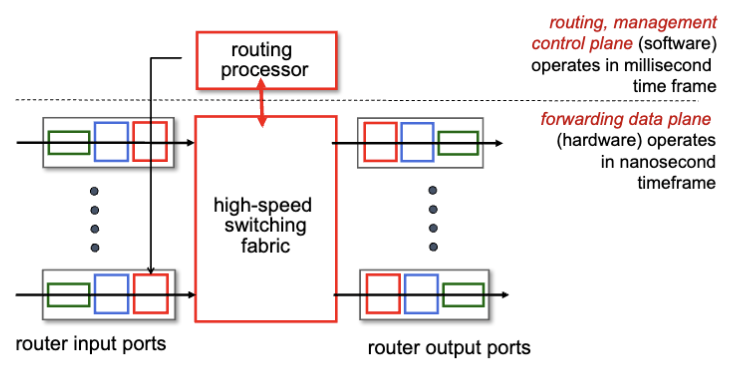 routing, management
control plane (software)
operates in millisecond
time frame
routing
processor
forwarding data plane
(hardware) operates
in nanosecond
timeframe
high-speed
switching
fabric
router input ports
router output ports